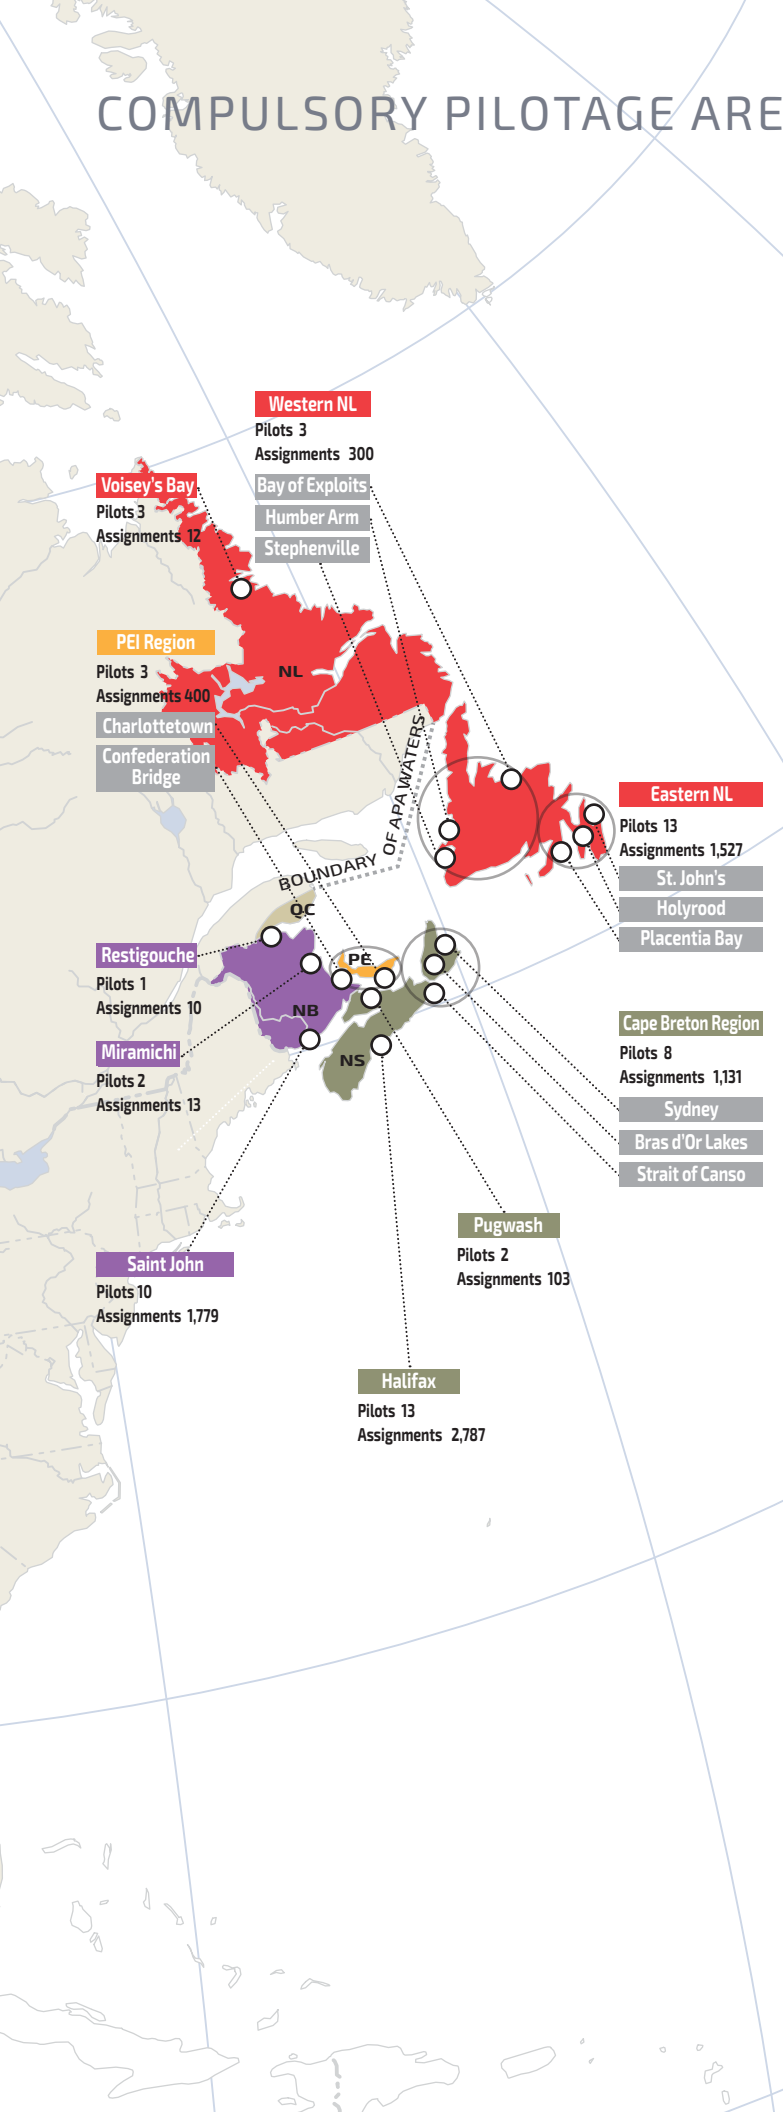 COMPULSORY PILOTAGE ARE
Western NL
Pilots 3
Assignments 300
Bay of Exploits
Humber Arm
Stephenville
Voisey's Bay
Pilots 3
Assignments 12
PEI Region
Pilots 3
Assignments 400
Charlottetown
Confederation
Bridge
NL
BOUNDARY OF APA WATERS
Eastern NL
Pilots 13
Assignments 1,527
St. John's
Holyrood
Placentia Bay
QC
PE
NB
NS
Restigouche
Pilots 1
Assignments 10
Miramichi
Pilots 2
Assignments 13
Cape Breton Region
Pilots 8
Assignments 1,131
Sydney
Bras d'Or Lakes
Strait of Canso
Pugwash
Pilots 2
Assignments 103
Saint John
Pilots 10
Assignments 1,779
Halifax
Pilots 13
Assignments 2,787